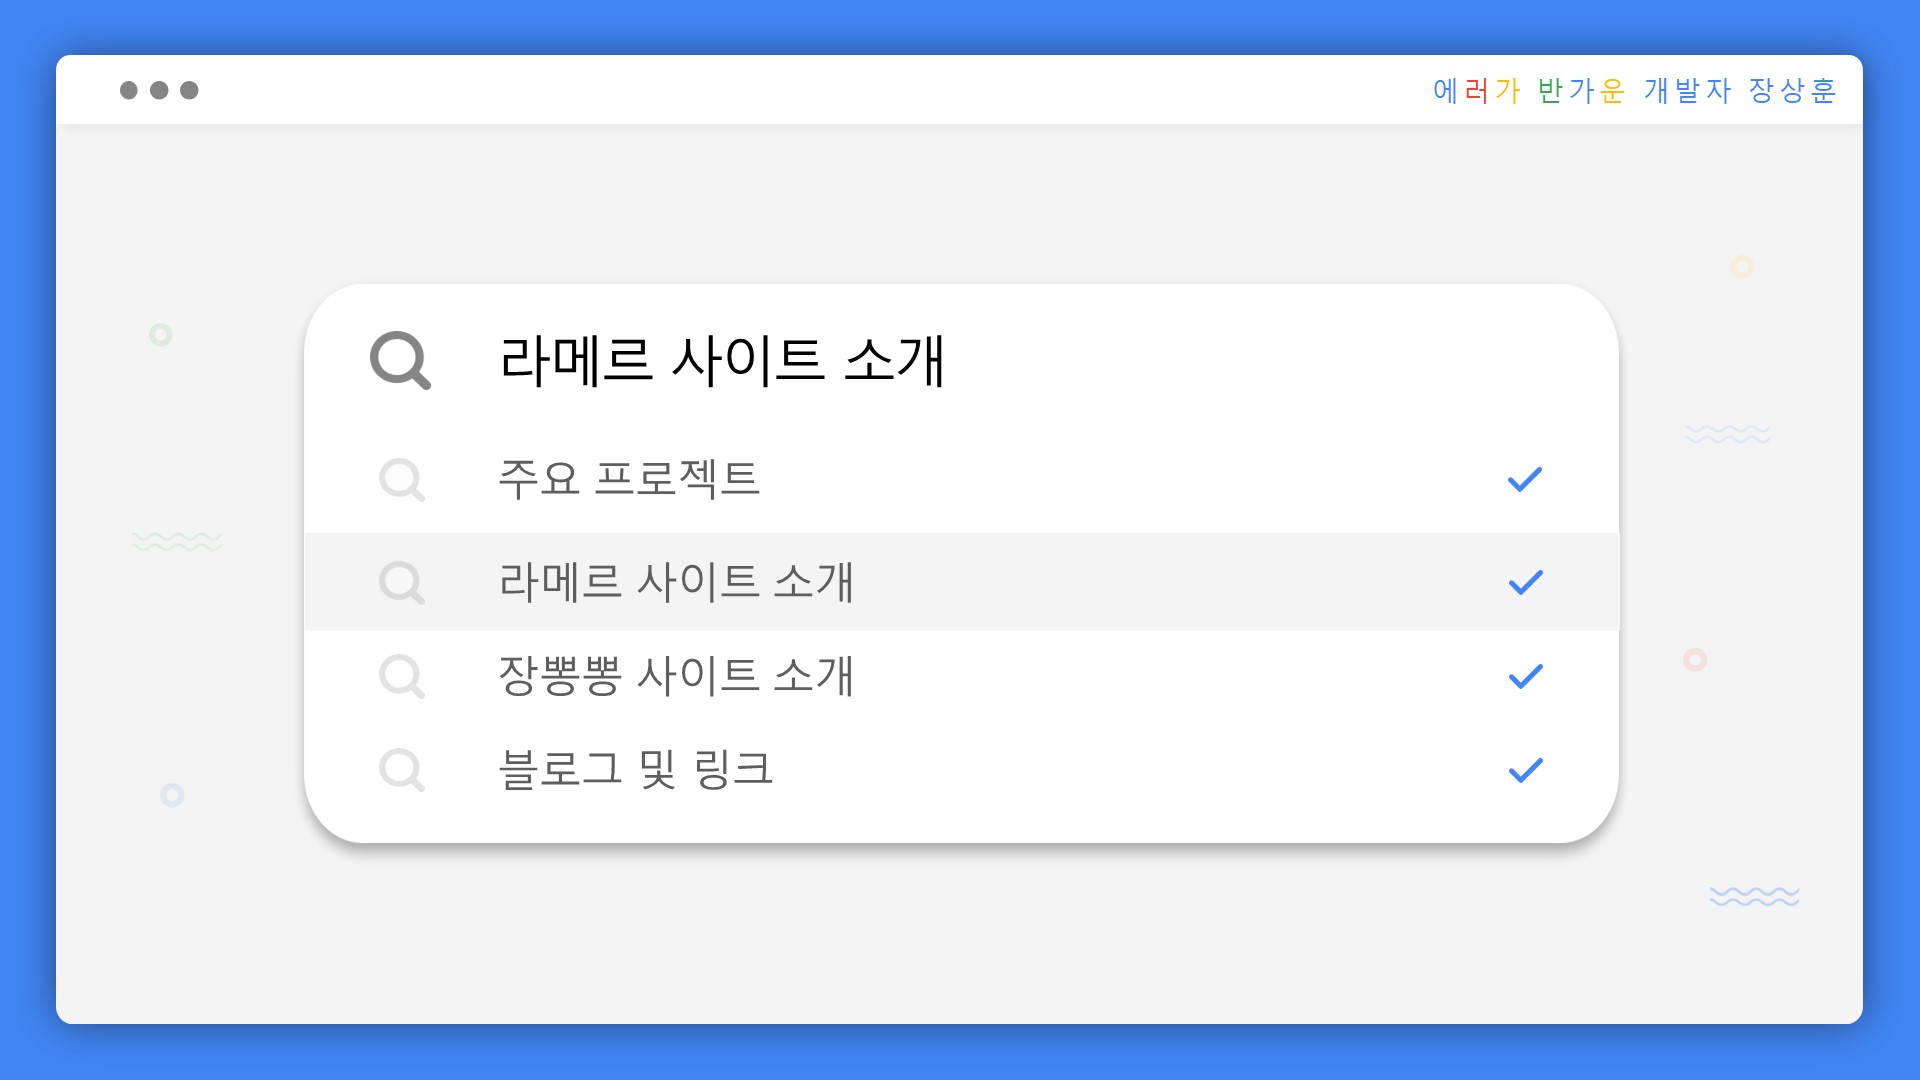 에러가 반가운 개발자 장상훈
라메르 사이트 소개
주요 프로젝트
라메르 사이트 소개
장뽕뽕 사이트 소개
블로그 및 링크